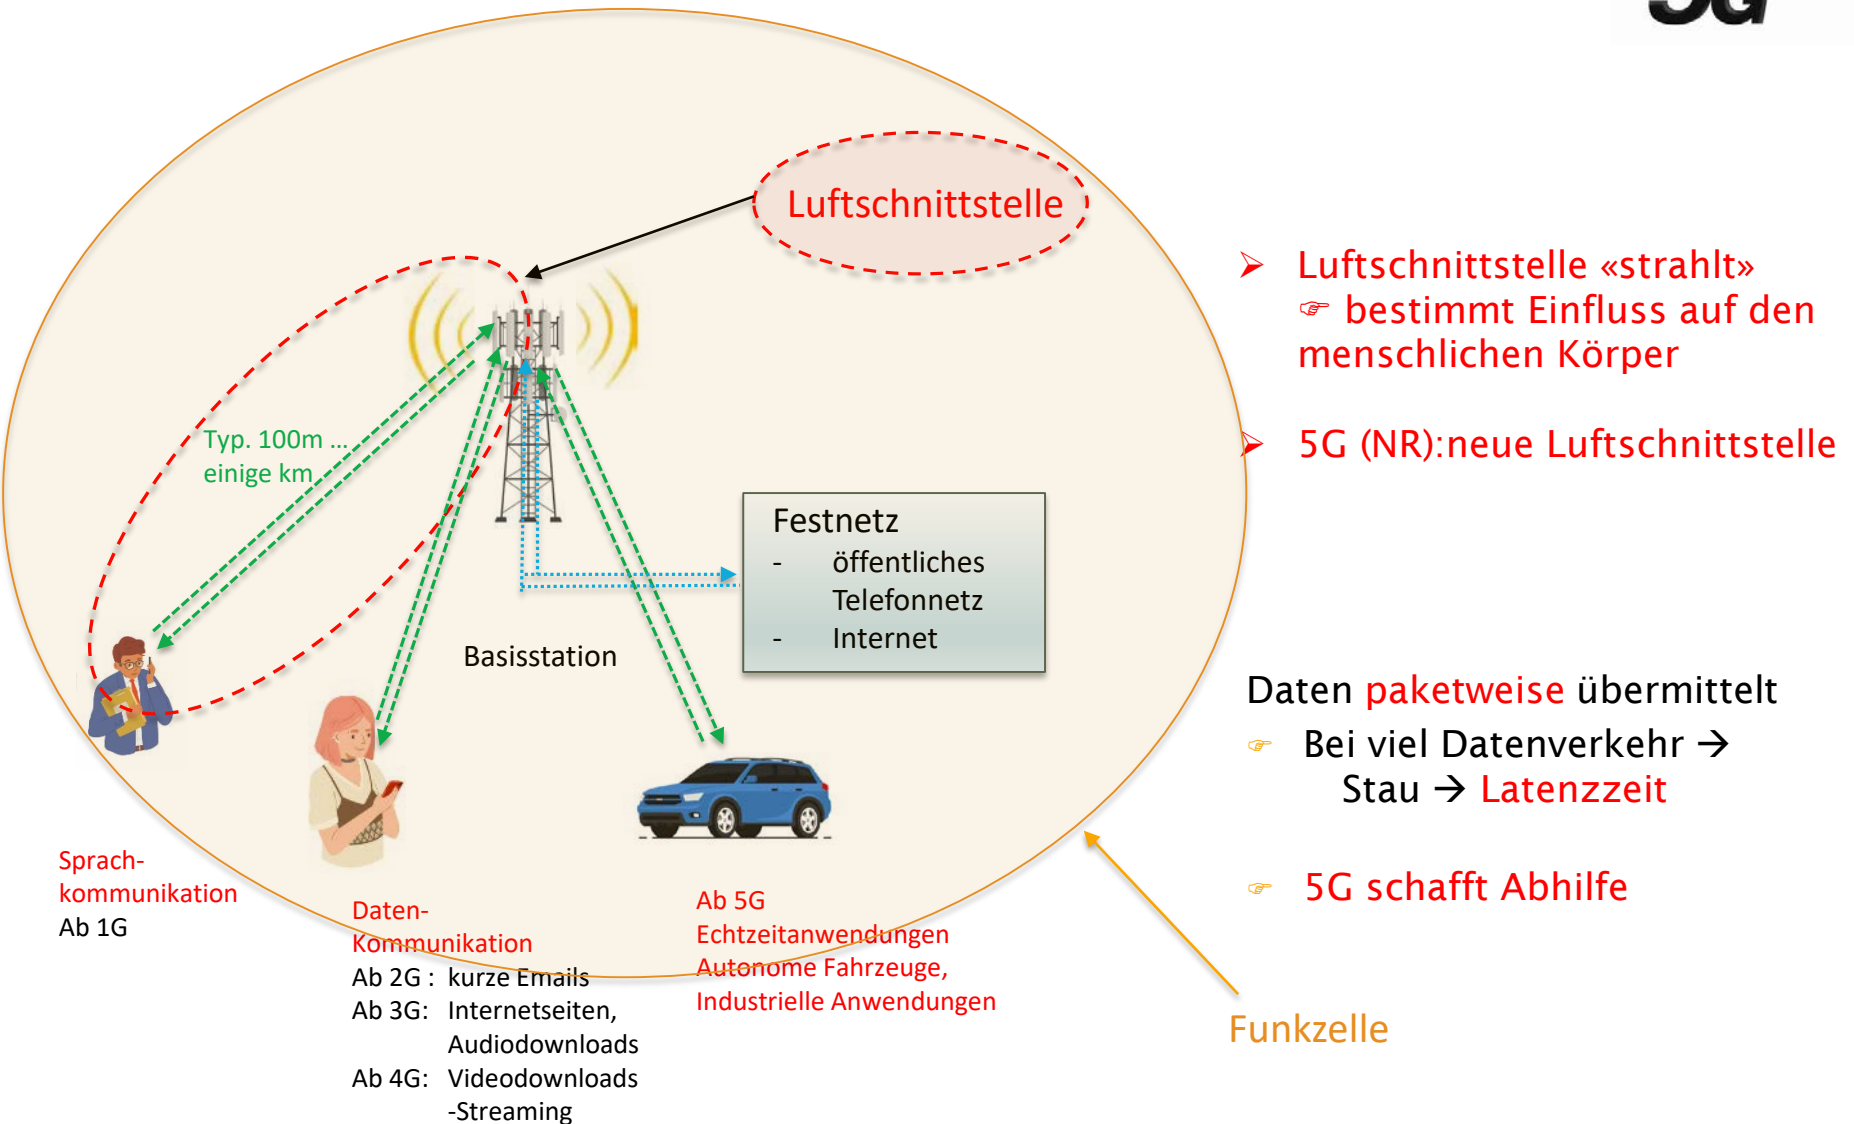 5G
Luftschnittstelle
Luftschnittstelle «strahlt»
☞ bestimmt Einfluss auf den
menschlichen Körper
5G (NR):neue Luftschnittstelle
Typ. 100m ...
einige km
Festnetz
- öffentliches
Telefonnetz
- Internet
Basisstation
Daten paketweise übermittelt
☞ Bei viel Datenverkehr →
Stau → Latenzzeit
☞ 5G schafft Abhilfe
Sprach-
kommunikation
Ab 1G
Daten-
Kommunikation
Ab 2G : kurze Emails
Ab 3G: Internetseiten,
Audiodownloads
Ab 4G: Videodownloads
-Streaming
Ab 5G
Echtzeitanwendungen
Autonome Fahrzeuge,
Industrielle Anwendungen
Funkzelle